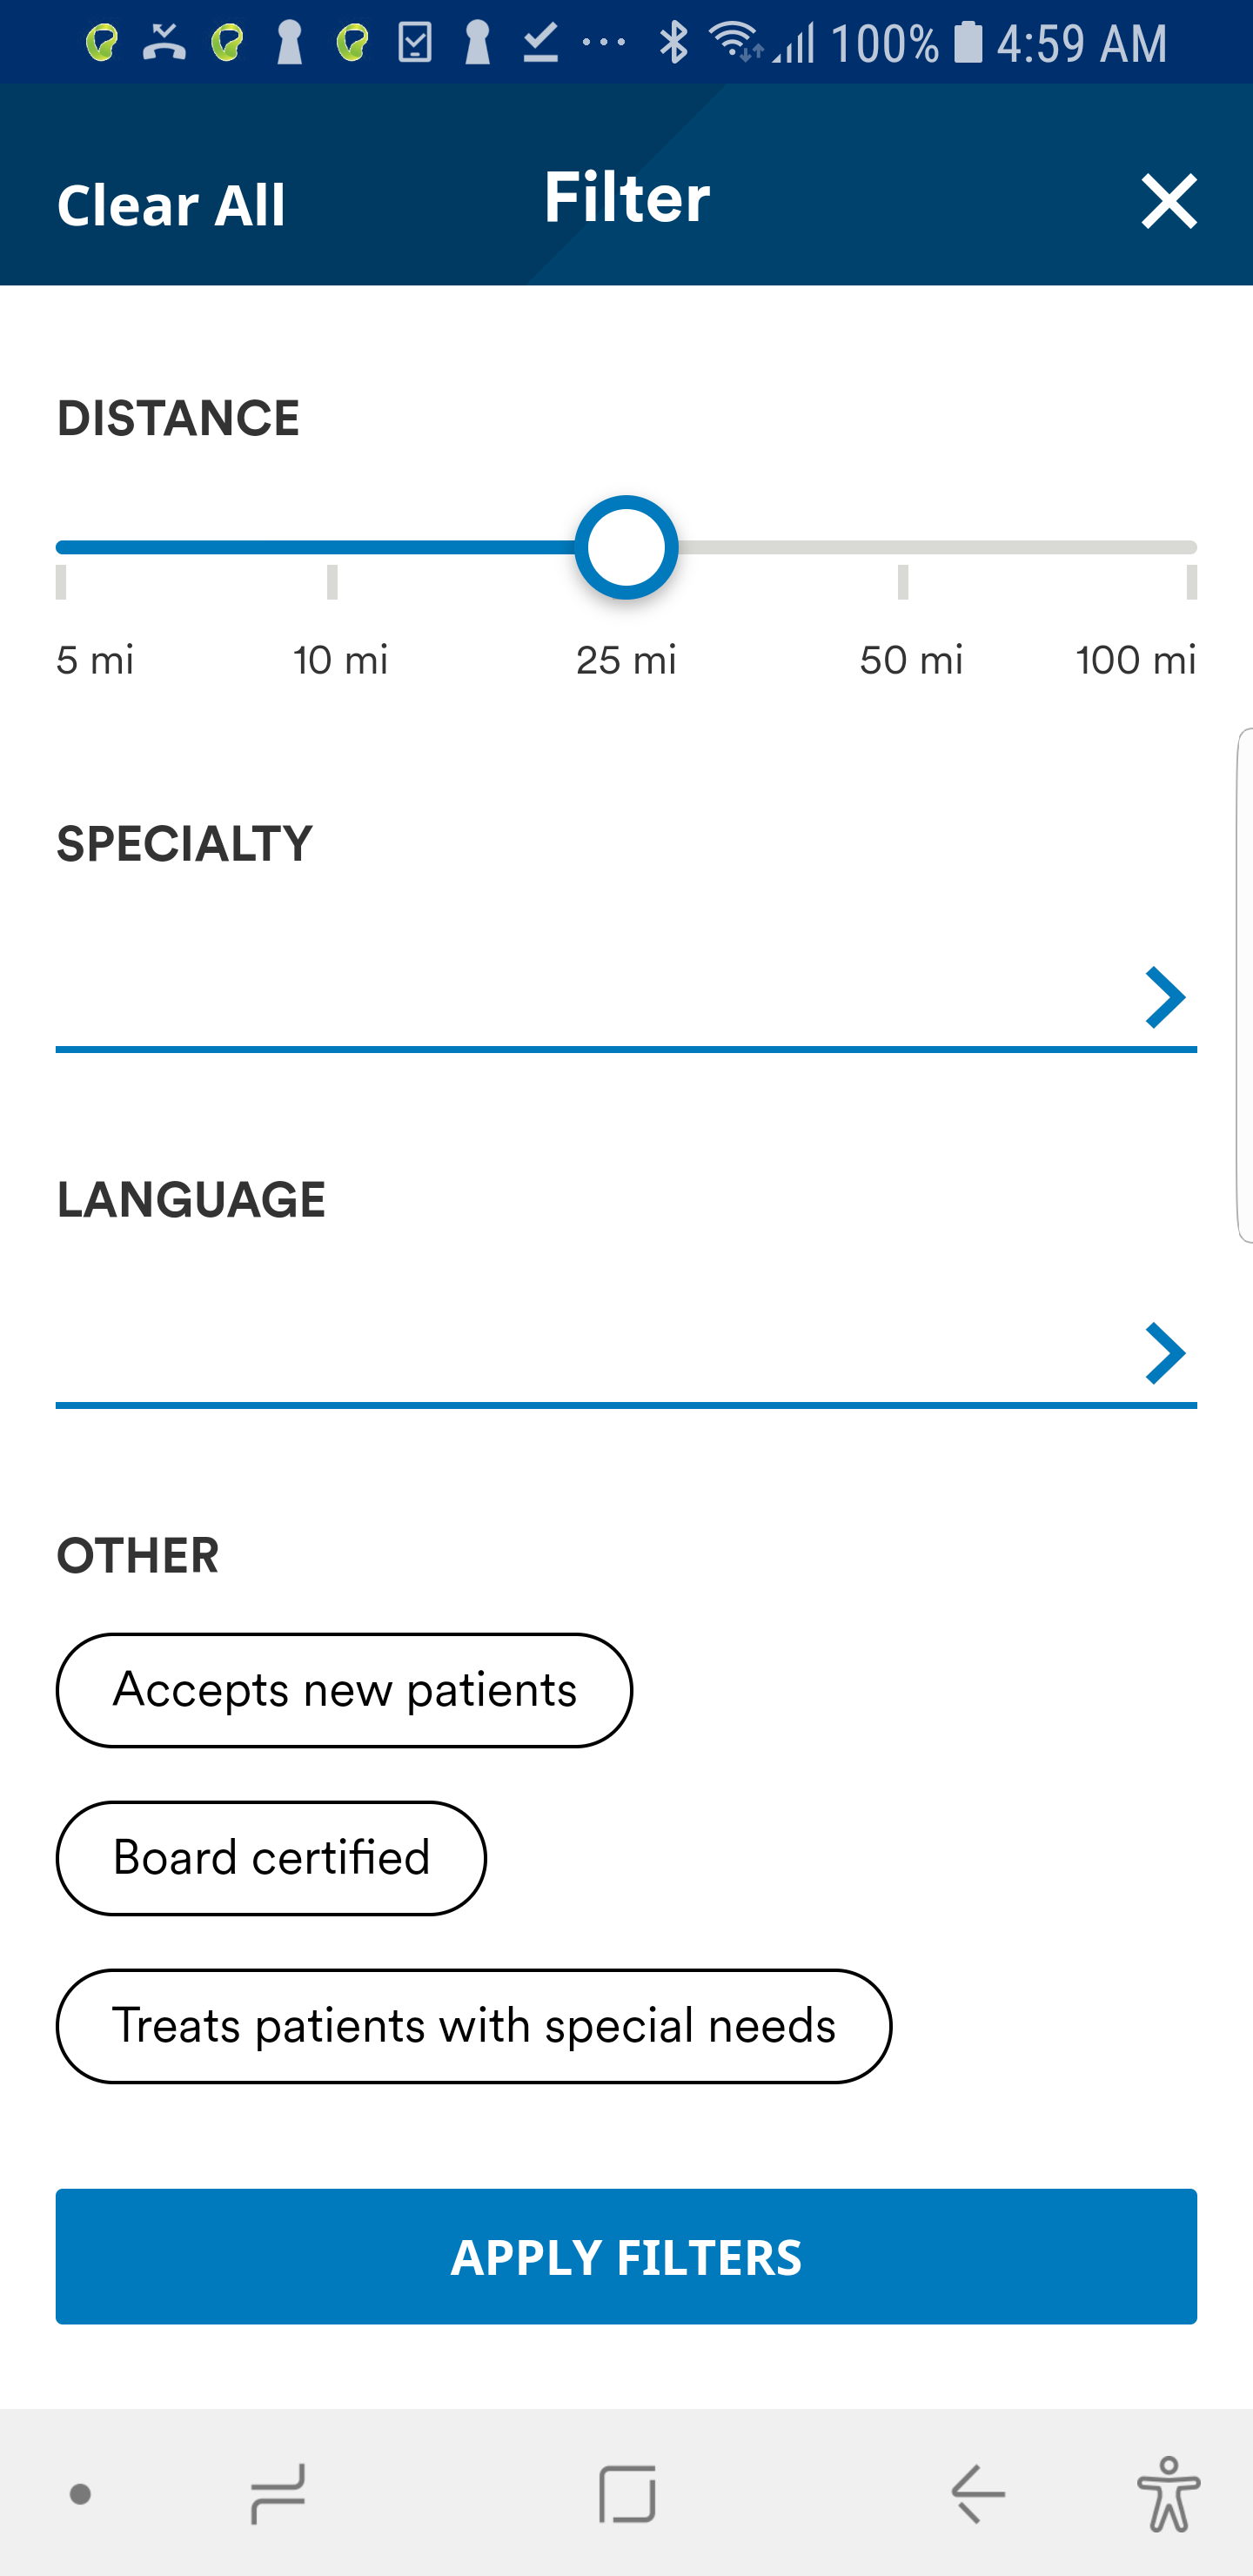 100% 4:59 AM
Clear All Filter
DISTANCE
5 mi 10 mi 25 mi 50 mi 100 mi
SPECIALTY
LANGUAGE
OTHER
Accepts new patients
Board certified
Treats patients with special needs
APPLY FILTERS